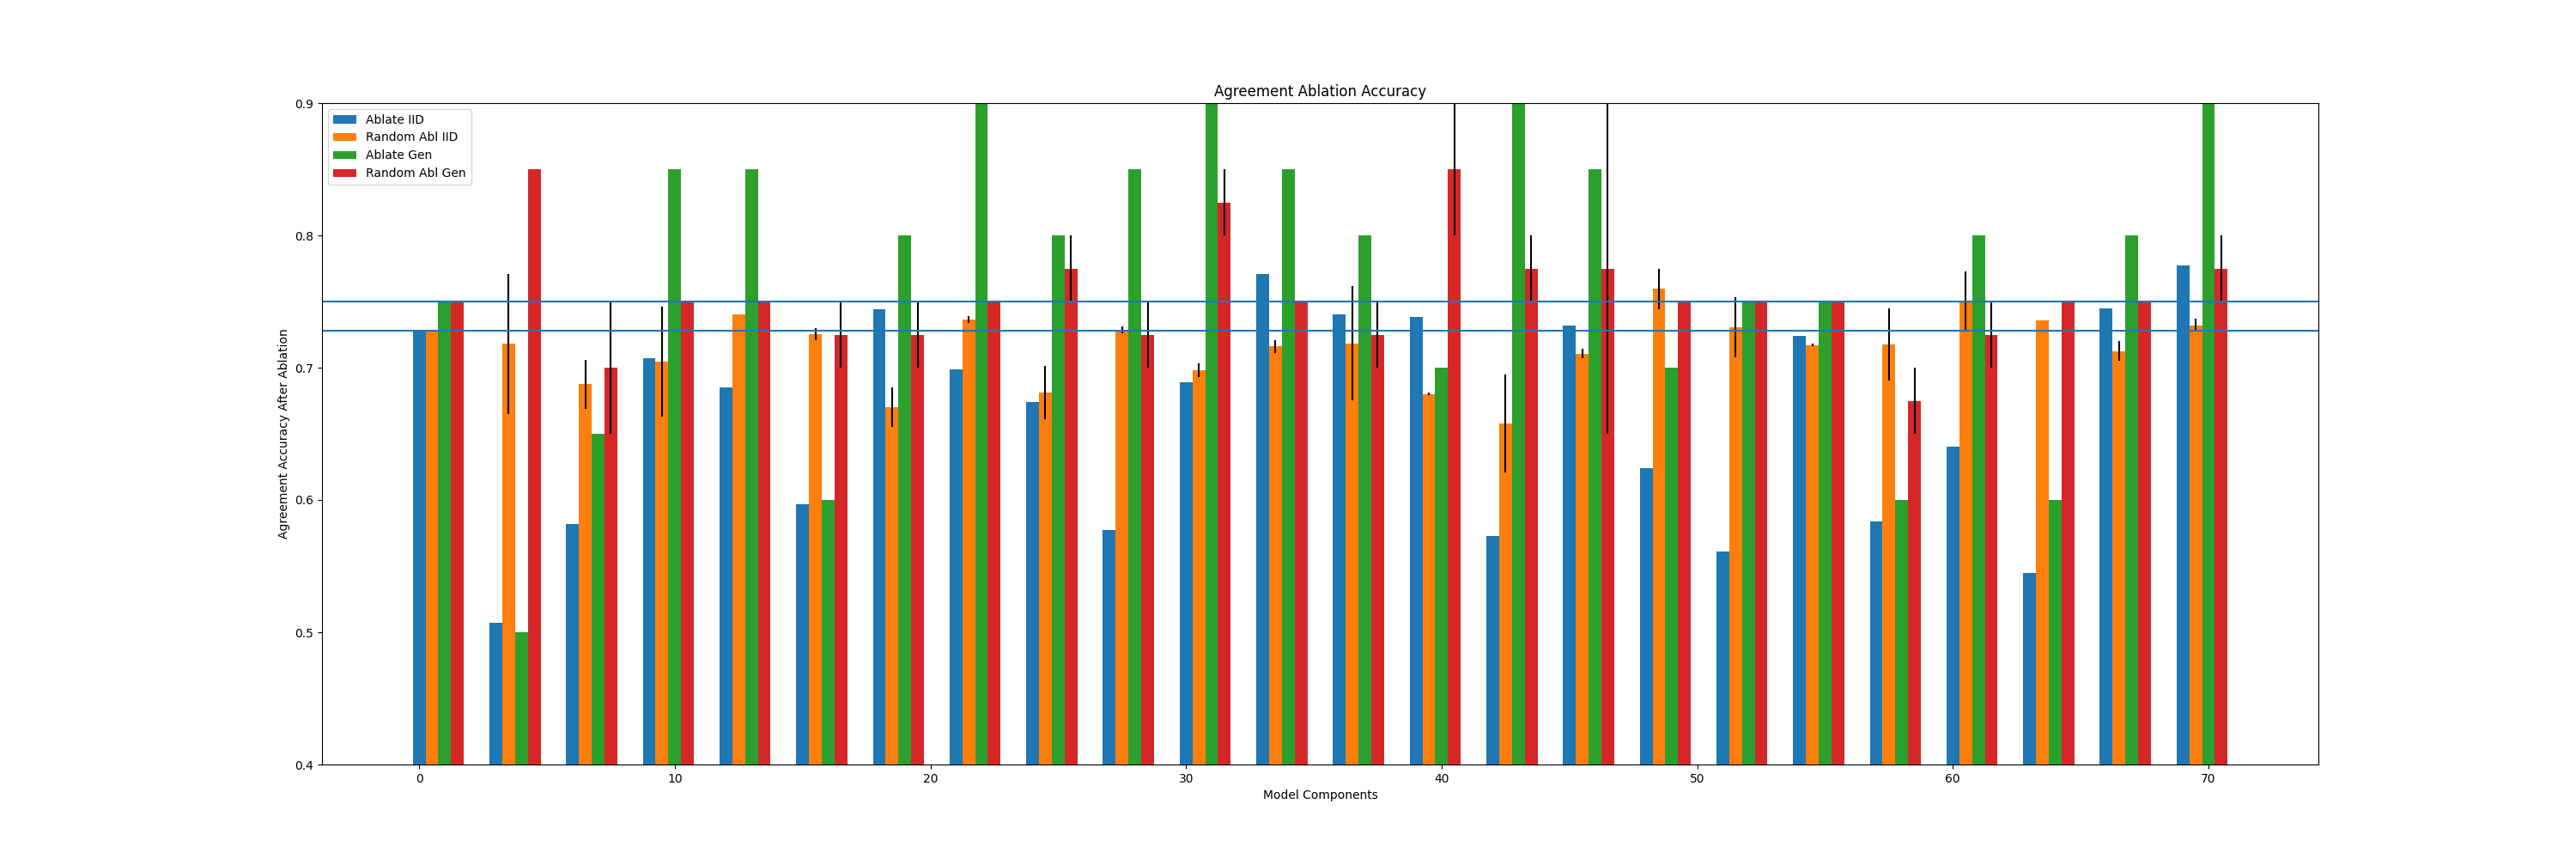 Agreement Ablation Accuracy
Ablate IID
Random Abl IID
Ablate Gen
Random Abl Gen
0.9
0.8
0.7
0.6
0.5
0.4
Agreement Accuracy After Ablation
0 10 20 30 40 50 60 70
Model Components